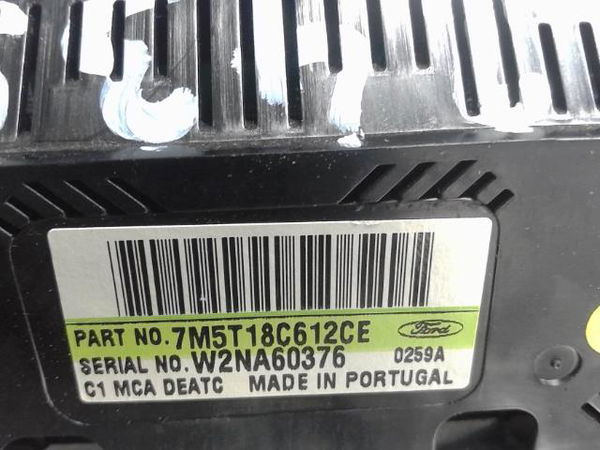 PART NO. 7M5T18C612CE Ford
SERIAL NO. W2NA60376 0259A
C1 MCA DEATC MADE IN PORTUGAL